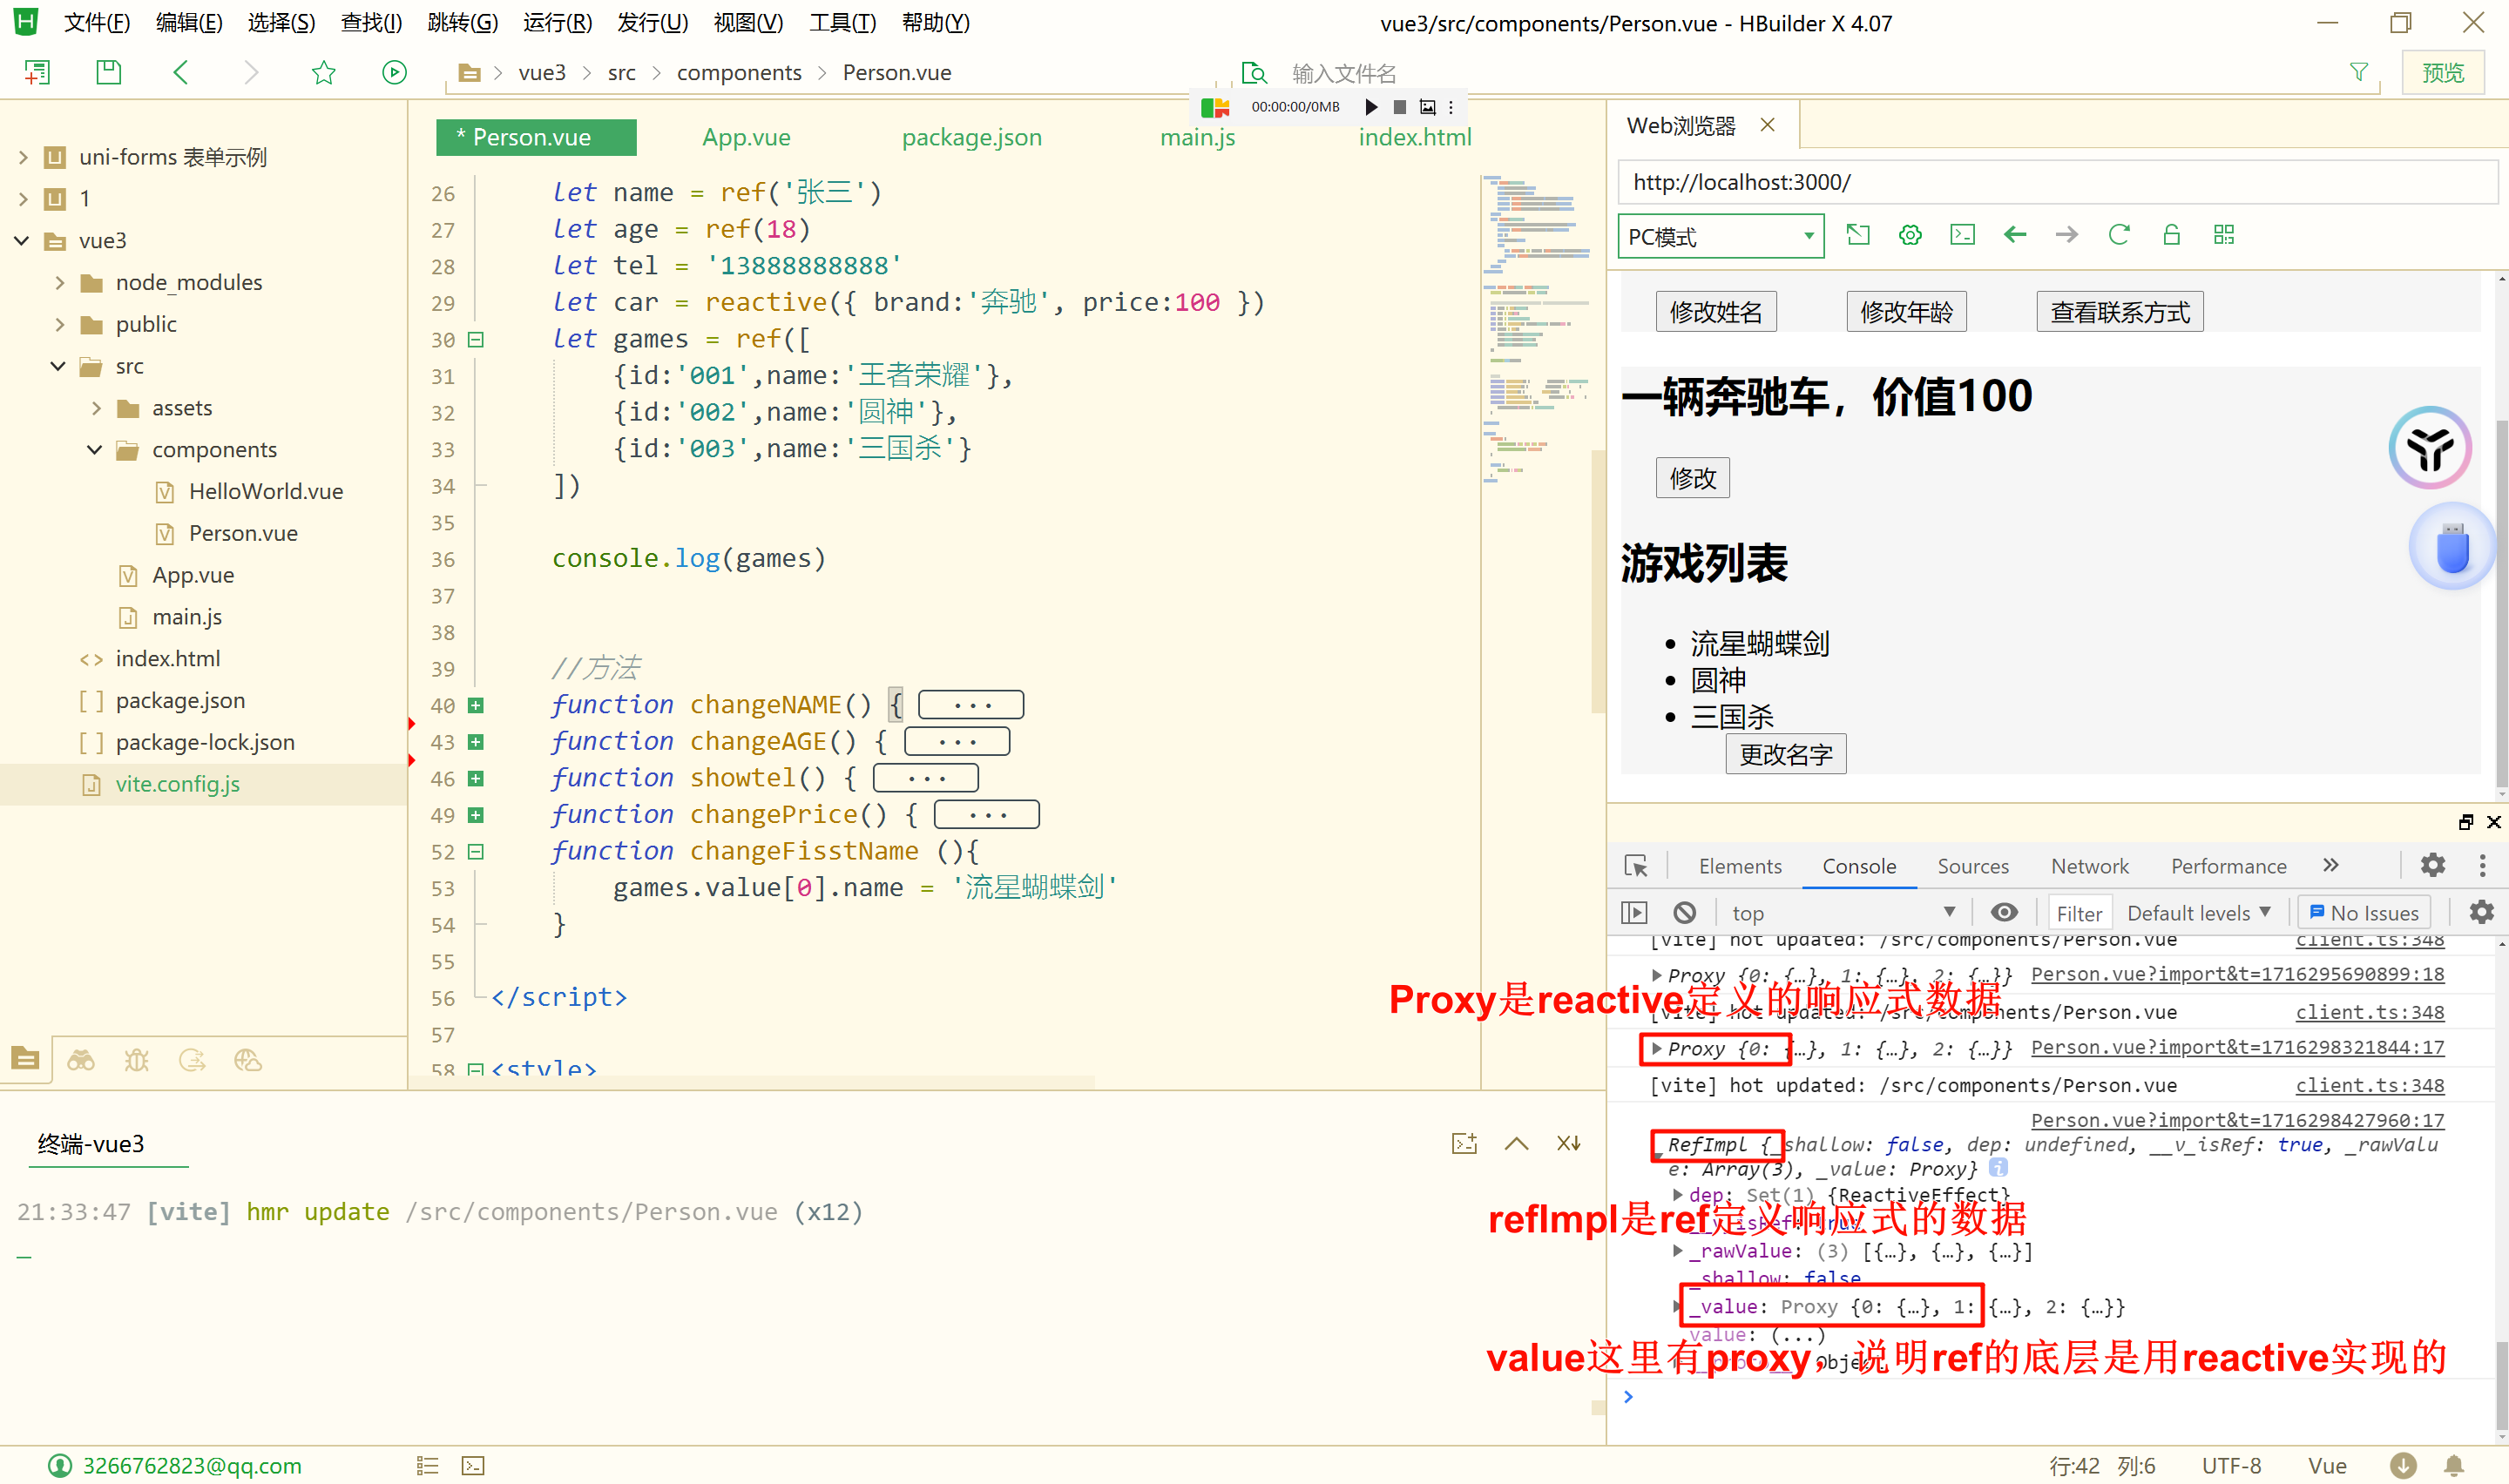 文件(F) 编辑(E) 选择(S) 查找(I) 跳转(G) 运行(R) 发行(U) 视图(V) 工具(T) 帮助(Y)
vue3/src/components/Person.vue - HBuilder X 4.07
vue3 src components Person.vue
输入文件名
预览
00:00:00/0MB
uni-forms 表单示例
1
vue3
node_modules
public
src
assets
components
HelloWorld.vue
Person.vue
App.vue
main.js
index.html
package.json
package-lock.json
vite.config.js
* Person.vue App.vue package.json main.js index.html
26 let name = ref('张三')
27 let age = ref(18)
28 let tel = '13888888888'
29 let car = reactive({ brand:'奔驰', price:100 })
30 let games = ref([
31 {id:'001',name:'王者荣耀'},
32 {id:'002',name:'圆神'},
33 {id:'003',name:'三国杀'}
34 ])
35
36 console.log(games)
37
38
39 //方法
40 function changeNAME() { ...
43 function changeAGE() { ...
46 function showtel() { ...
49 function changePrice() { ...
52 function changeFisstName (){
53 games.value[0].name = '流星蝴蝶剑'
54 }
55
56 </script>
57
58 <style>
终端-vue3
21:33:47 [vite] hmr update /src/components/Person.vue (x12)
Web浏览器
http://localhost:3000/
PC模式
修改姓名 修改年龄 查看联系方式
一辆奔驰车，价值100
修改
游戏列表
流星蝴蝶剑
圆神
三国杀
更改名字
Elements Console Sources Network Performance
top Filter Default levels No Issues
[vite] hot updated: /src/components/Person.vue client.ts:348
Proxy {0: {…}, 1: {…}, 2: {…}} Person.vue?import&t=1716295690899:18
Proxy是reactive定义的响应式数据
[vite] hot updated: /src/components/Person.vue client.ts:348
Proxy {0: {…}, 1: {…}, 2: {…}} Person.vue?import&t=1716298321844:17
[vite] hot updated: /src/components/Person.vue client.ts:348
Person.vue?import&t=1716298427960:17
RefImpl {_shallow: false, dep: undefined, __v_isRef: true, _rawValu
e: Array(3), _value: Proxy}
dep: Set(1) {ReactiveEffect}
refImpl是ref定义响应式的数据
_rawValue: (3) [{…}, {…}, {…}]
_shallow: false
_value: Proxy {0: {…}, 1: {…}, 2: {…}}
value: (...)
value这里有proxy，说明ref的底层是用reactive实现的
3266762823@qq.com
行:42 列:6 UTF-8 Vue